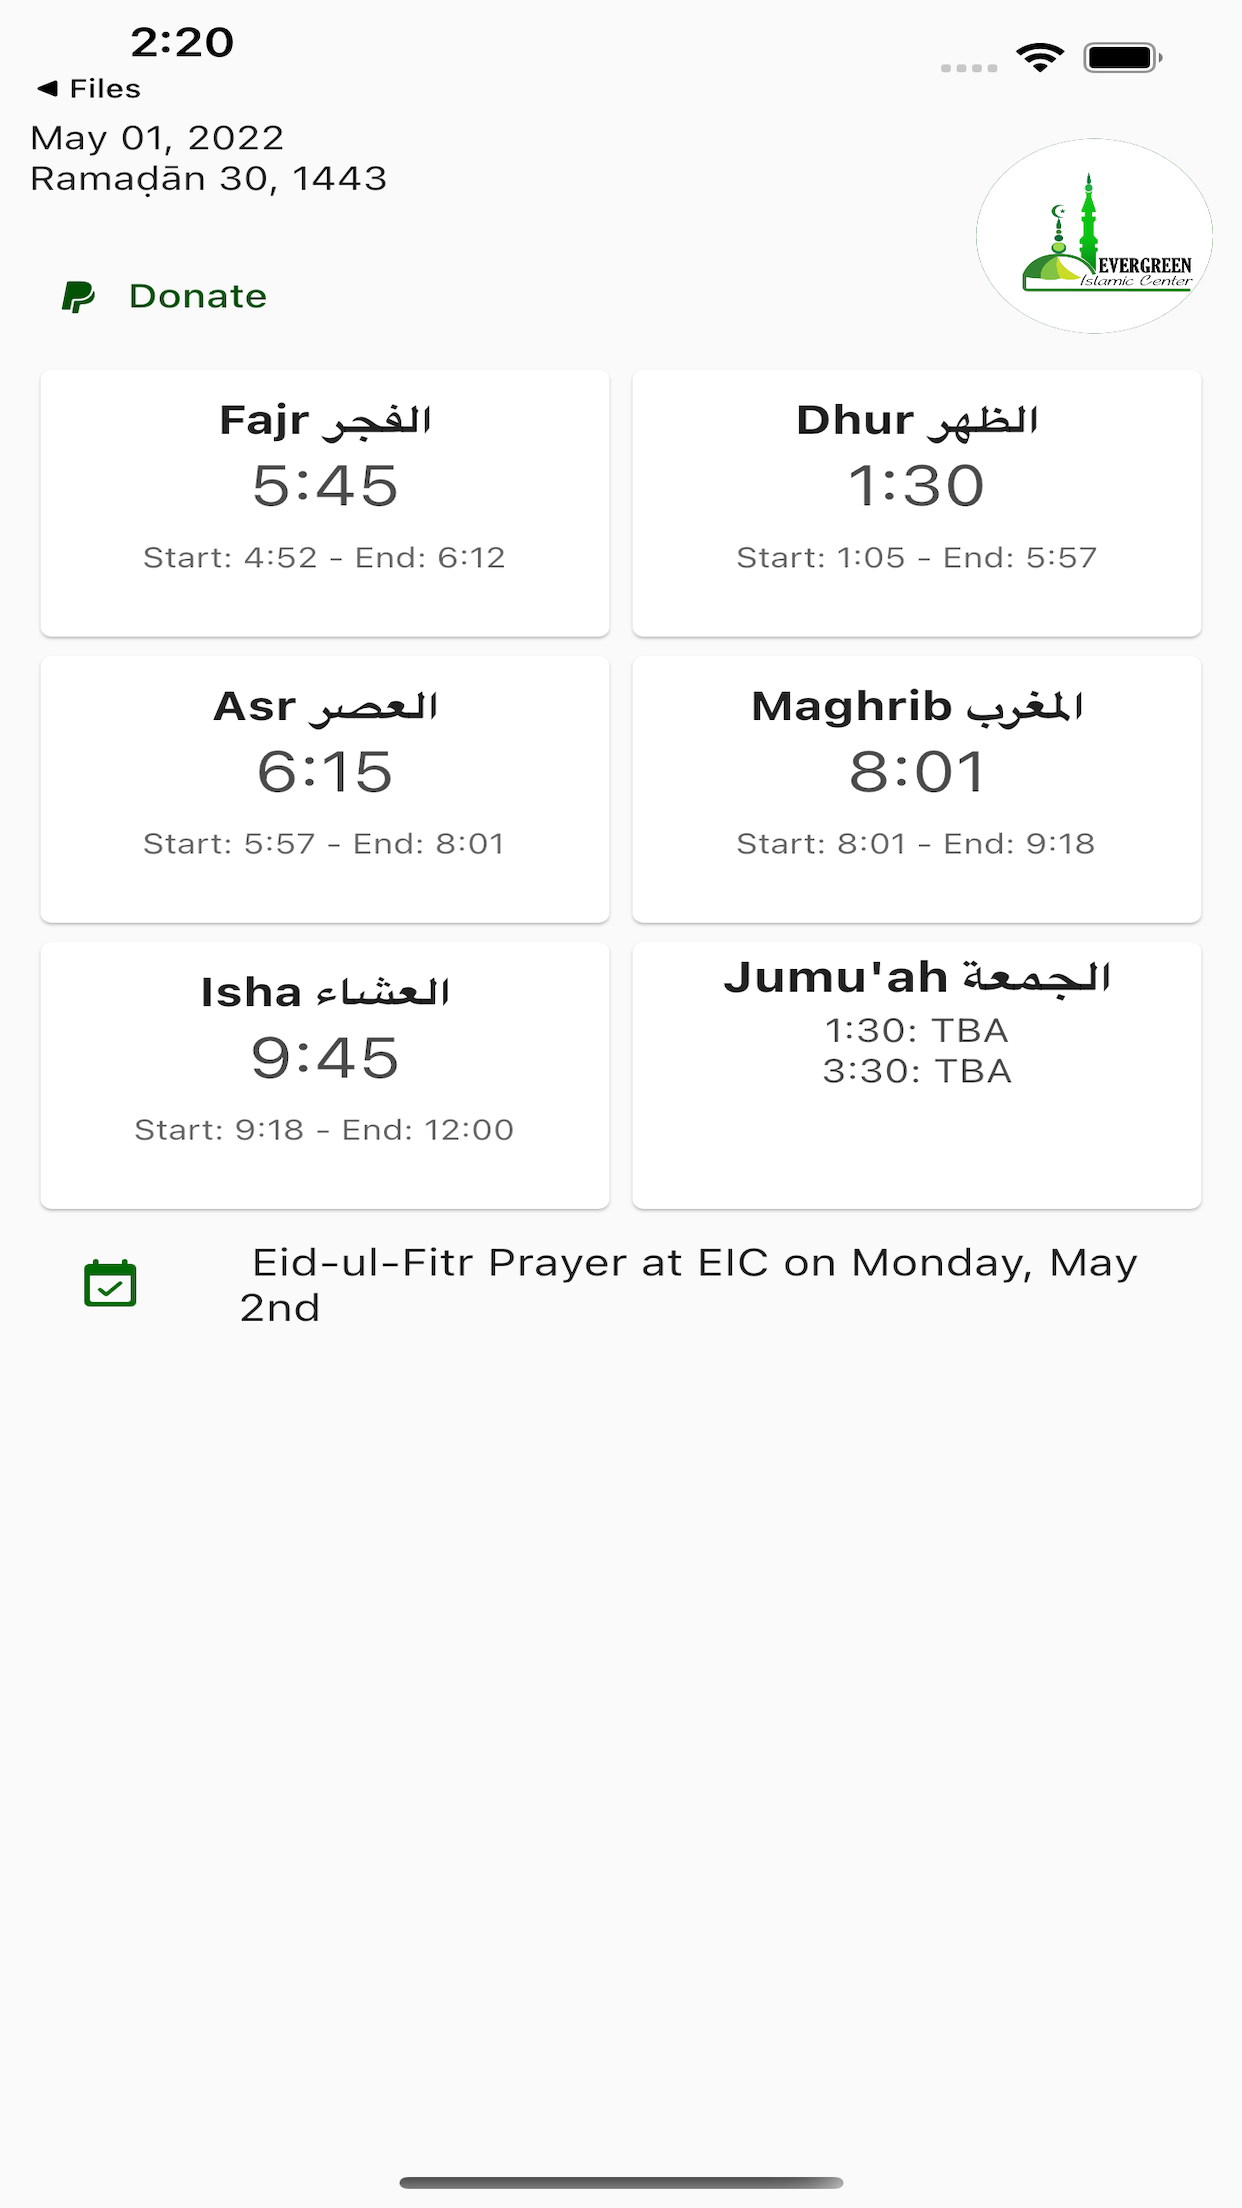 2:20
Files
May 01, 2022
Ramaḍān 30, 1443
EVERGREEN
Islamic Center
Donate
Fajr الفجر
5:45
Start: 4:52 - End: 6:12
Dhur الظهر
1:30
Start: 1:05 - End: 5:57
Asr العصر
6:15
Start: 5:57 - End: 8:01
Maghrib المغرب
8:01
Start: 8:01 - End: 9:18
Isha العشاء
9:45
Start: 9:18 - End: 12:00
Jumu'ah الجمعة
1:30: TBA
3:30: TBA
Eid-ul-Fitr Prayer at EIC on Monday, May
2nd